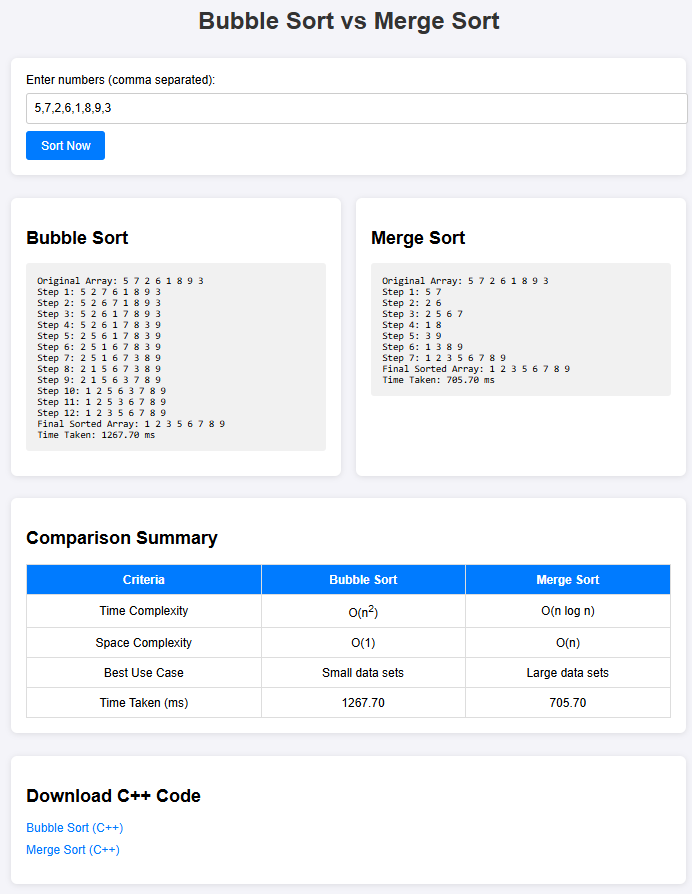 Bubble Sort vs Merge Sort
Enter numbers (comma separated):
5,7,2,6,1,8,9,3
Sort Now
Bubble Sort
Original Array: 5 7 2 6 1 8 9 3
Step 1: 5 2 7 6 1 8 9 3
Step 2: 5 2 6 7 1 8 9 3
Step 3: 5 2 6 1 7 8 9 3
Step 4: 5 2 6 1 7 8 3 9
Step 5: 2 5 6 1 7 8 3 9
Step 6: 2 5 1 6 7 8 3 9
Step 7: 2 5 1 6 7 3 8 9
Step 8: 2 1 5 6 7 3 8 9
Step 9: 2 1 5 6 3 7 8 9
Step 10: 1 2 5 6 3 7 8 9
Step 11: 1 2 5 3 6 7 8 9
Step 12: 1 2 3 5 6 7 8 9
Final Sorted Array: 1 2 3 5 6 7 8 9
Time Taken: 1267.70 ms
Merge Sort
Original Array: 5 7 2 6 1 8 9 3
Step 1: 5 7
Step 2: 2 6
Step 3: 2 5 6 7
Step 4: 1 8
Step 5: 3 9
Step 6: 1 3 8 9
Step 7: 1 2 3 5 6 7 8 9
Final Sorted Array: 1 2 3 5 6 7 8 9
Time Taken: 705.70 ms
Comparison Summary
Criteria Bubble Sort Merge Sort
Time Complexity O(n²) O(n log n)
Space Complexity O(1) O(n)
Best Use Case Small data sets Large data sets
Time Taken (ms) 1267.70 705.70
Download C++ Code
Bubble Sort (C++)
Merge Sort (C++)